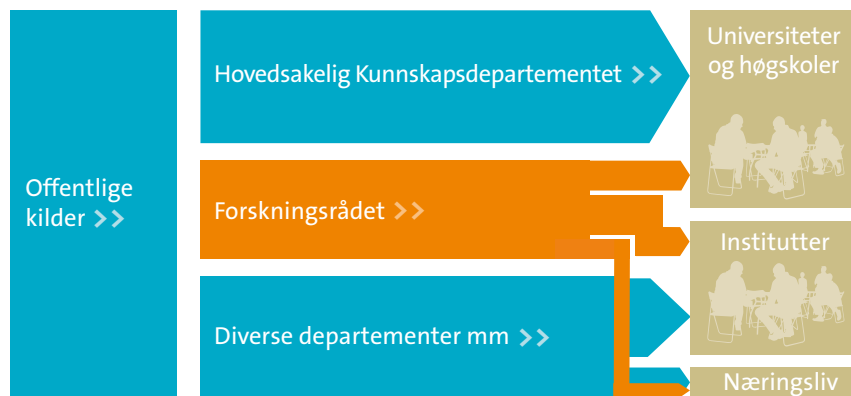 Offentlige
kilder >>
Hovedsakelig Kunnskapsdepartementet >>
Forskningsrådet >>
Diverse departementer mm >>
Universiteter
og høgskoler
Institutter
Næringsliv